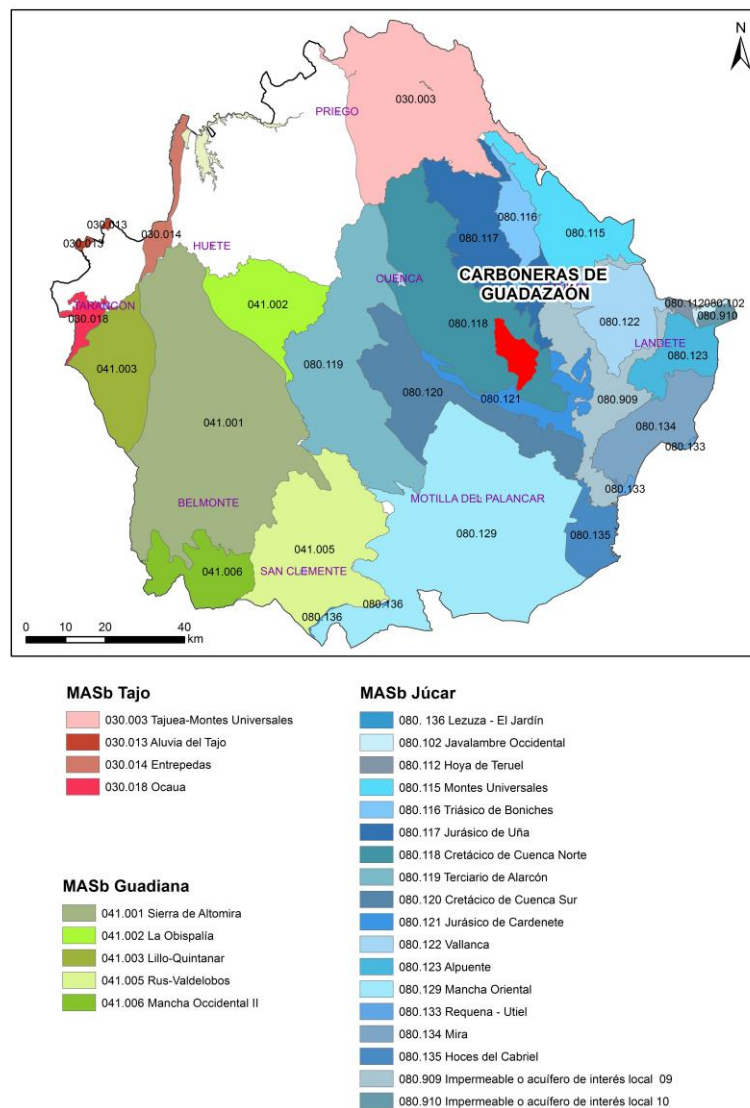 N
030.003
PRIEGO
030.013
030.013
030.014
HUETE
080.116
080.117
080.115
CARBONERAS DE
GUADAZAÓN
CUENCA
TARANCÓN
030.018
041.002
080.112
080.102
080.910
080.118
080.122
LANDETE
080.123
041.003
080.119
080.120
080.121
080.909
080.134
080.133
041.001
080.133
BELMONTE
MOTILLA DEL PALANCAR
080.129
080.135
041.005
041.006
SAN CLEMENTE
080.136
080.136
0 10 20 40
km
MASb Tajo
030.003 Tajuea-Montes Universales
030.013 Aluvia del Tajo
030.014 Entrepedas
030.018 Ocaua
MASb Guadiana
041.001 Sierra de Altomira
041.002 La Obispalía
041.003 Lillo-Quintanar
041.005 Rus-Valdelobos
041.006 Mancha Occidental II
MASb Júcar
080. 136 Lezuza - El Jardín
080.102 Javalambre Occidental
080.112 Hoya de Teruel
080.115 Montes Universales
080.116 Triásico de Boniches
080.117 Jurásico de Uña
080.118 Cretácico de Cuenca Norte
080.119 Terciario de Alarcón
080.120 Cretácico de Cuenca Sur
080.121 Jurásico de Cardenete
080.122 Vallanca
080.123 Alpuente
080.129 Mancha Oriental
080.133 Requena - Utiel
080.134 Mira
080.135 Hoces del Cabriel
080.909 Impermeable o acuífero de interés local 09
080.910 Impermeable o acuífero de interés local 10